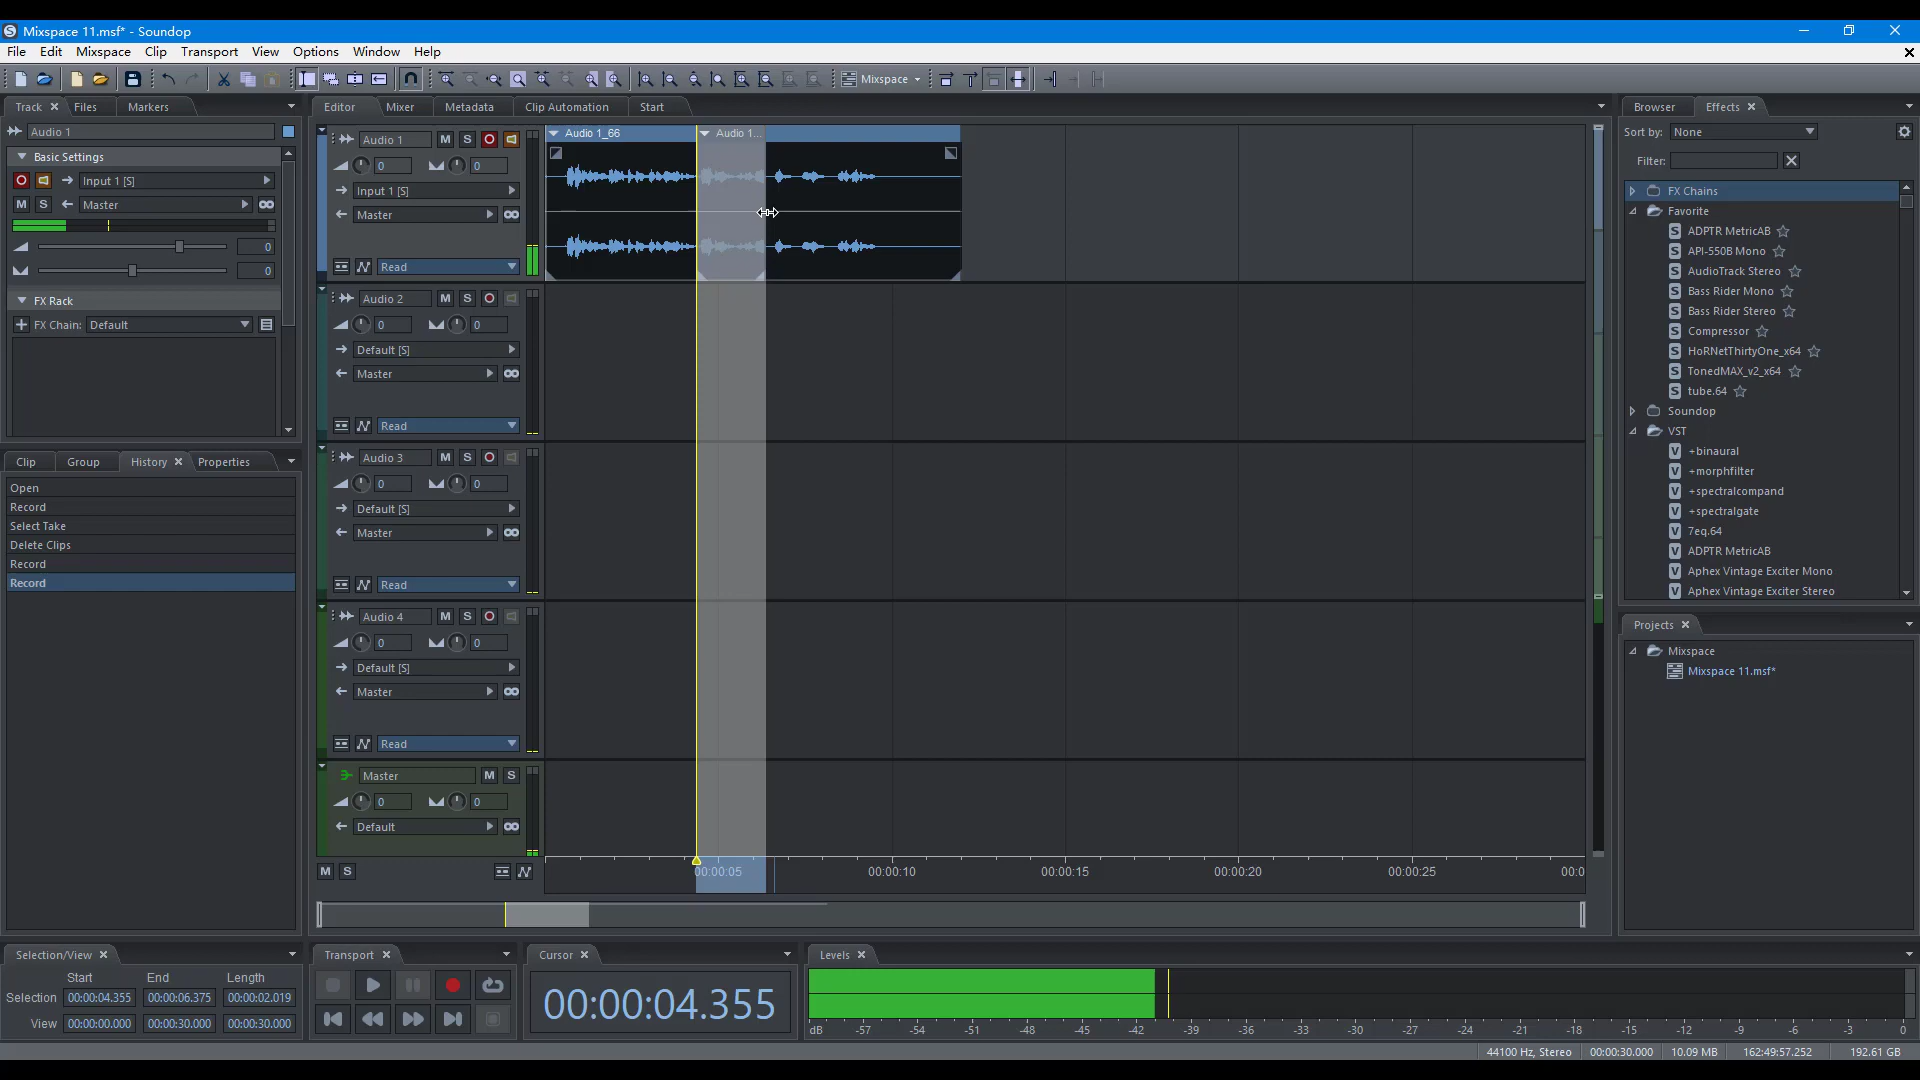 Mixspace 11.msf* - Soundop
File Edit Mixspace Clip Transport View Options Window Help
Mixspace
Track Files Markers
Editor Mixer Metadata Clip Automation Start
Browser Effects
Audio 1
Basic Settings
Input 1 [S]
M S Master
0
0
FX Rack
FX Chain: Default
Clip Group History Properties
Open
Record
Select Take
Delete Clips
Record
Record
Audio 1 M S
0 0
Input 1 [S]
Master
Read
Audio 2 M S
0 0
Default [S]
Master
Read
Audio 3 M S
0 0
Default [S]
Master
Read
Audio 4 M S
0 0
Default [S]
Master
Read
Master M S
0 0
Default
M S
Audio 1_66
Audio 1...
00:00:05 00:00:10 00:00:15 00:00:20 00:00:25 00:0
Sort by: None
Filter:
FX Chains
Favorite
S ADPTR MetricAB
S API-550B Mono
S AudioTrack Stereo
S Bass Rider Mono
S Bass Rider Stereo
S Compressor
S HoRNetThirtyOne_x64
S TonedMAX_v2_x64
S tube.64
Soundop
VST
V +binaural
V +morphfilter
V +spectralcompand
V +spectralgate
V 7eq.64
V ADPTR MetricAB
V Aphex Vintage Exciter Mono
V Aphex Vintage Exciter Stereo
Projects
Mixspace
Mixspace 11.msf*
Selection/View
Start End Length
Selection 00:00:04.355 00:00:06.375 00:00:02.019
View 00:00:00.000 00:00:30.000 00:00:30.000
Transport
Cursor
00:00:04.355
Levels
dB -57 -54 -51 -48 -45 -42 -39 -36 -33 -30 -27 -24 -21 -18 -15 -12 -9 -6 -3 0
44100 Hz, Stereo 00:00:30.000 10.09 MB 162:49:57.252 192.61 GB